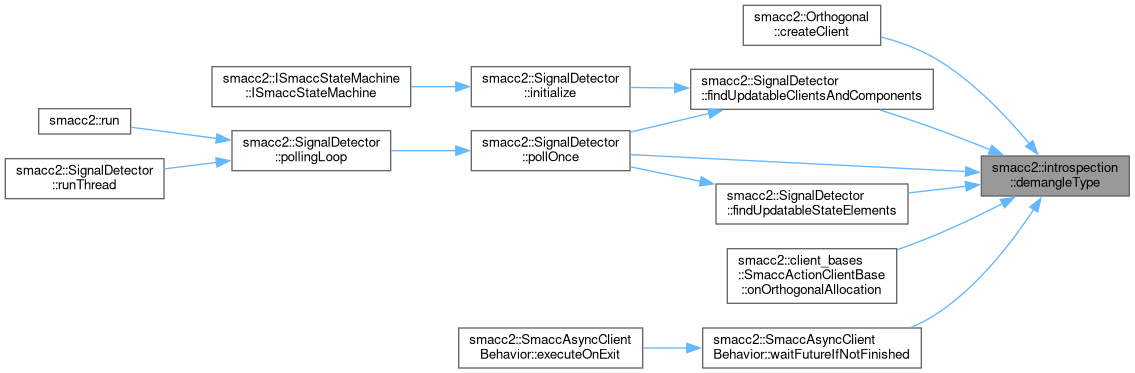 smacc2::Orthogonal
::createClient
smacc2::ISmaccStateMachine
::ISmaccStateMachine
smacc2::SignalDetector
::initialize
smacc2::SignalDetector
::findUpdatableClientsAndComponents
smacc2::run
smacc2::SignalDetector
::pollingLoop
smacc2::SignalDetector
::pollOnce
smacc2::SignalDetector
::runThread
smacc2::introspection
::demangleType
smacc2::SignalDetector
::findUpdatableStateElements
smacc2::client_bases
::SmaccActionClientBase
::onOrthogonalAllocation
smacc2::SmaccAsyncClient
Behavior::executeOnExit
smacc2::SmaccAsyncClient
Behavior::waitFutureIfNotFinished